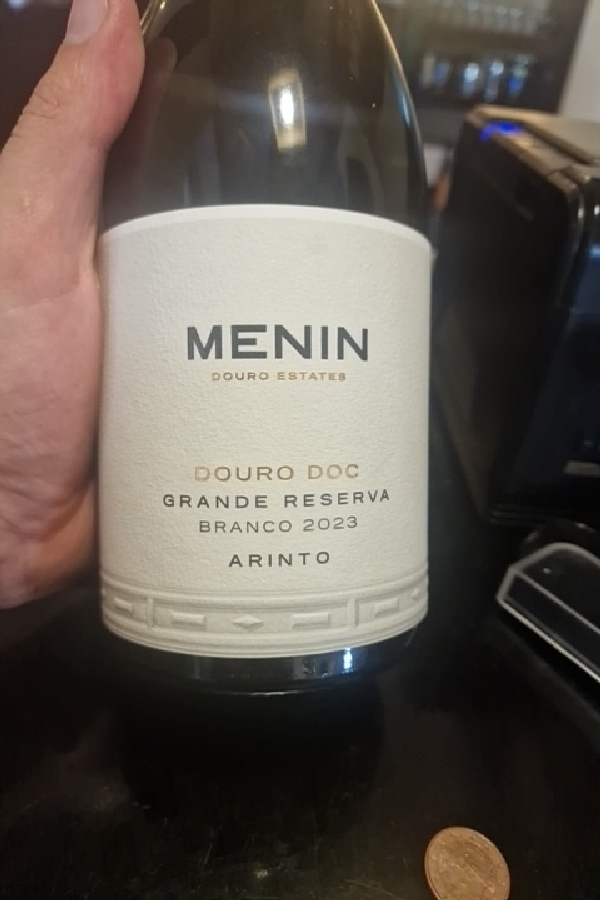 MENIN
DOURO ESTATES
DOURO DOC
GRANDE RESERVA
BRANCO 2023
ARINTO